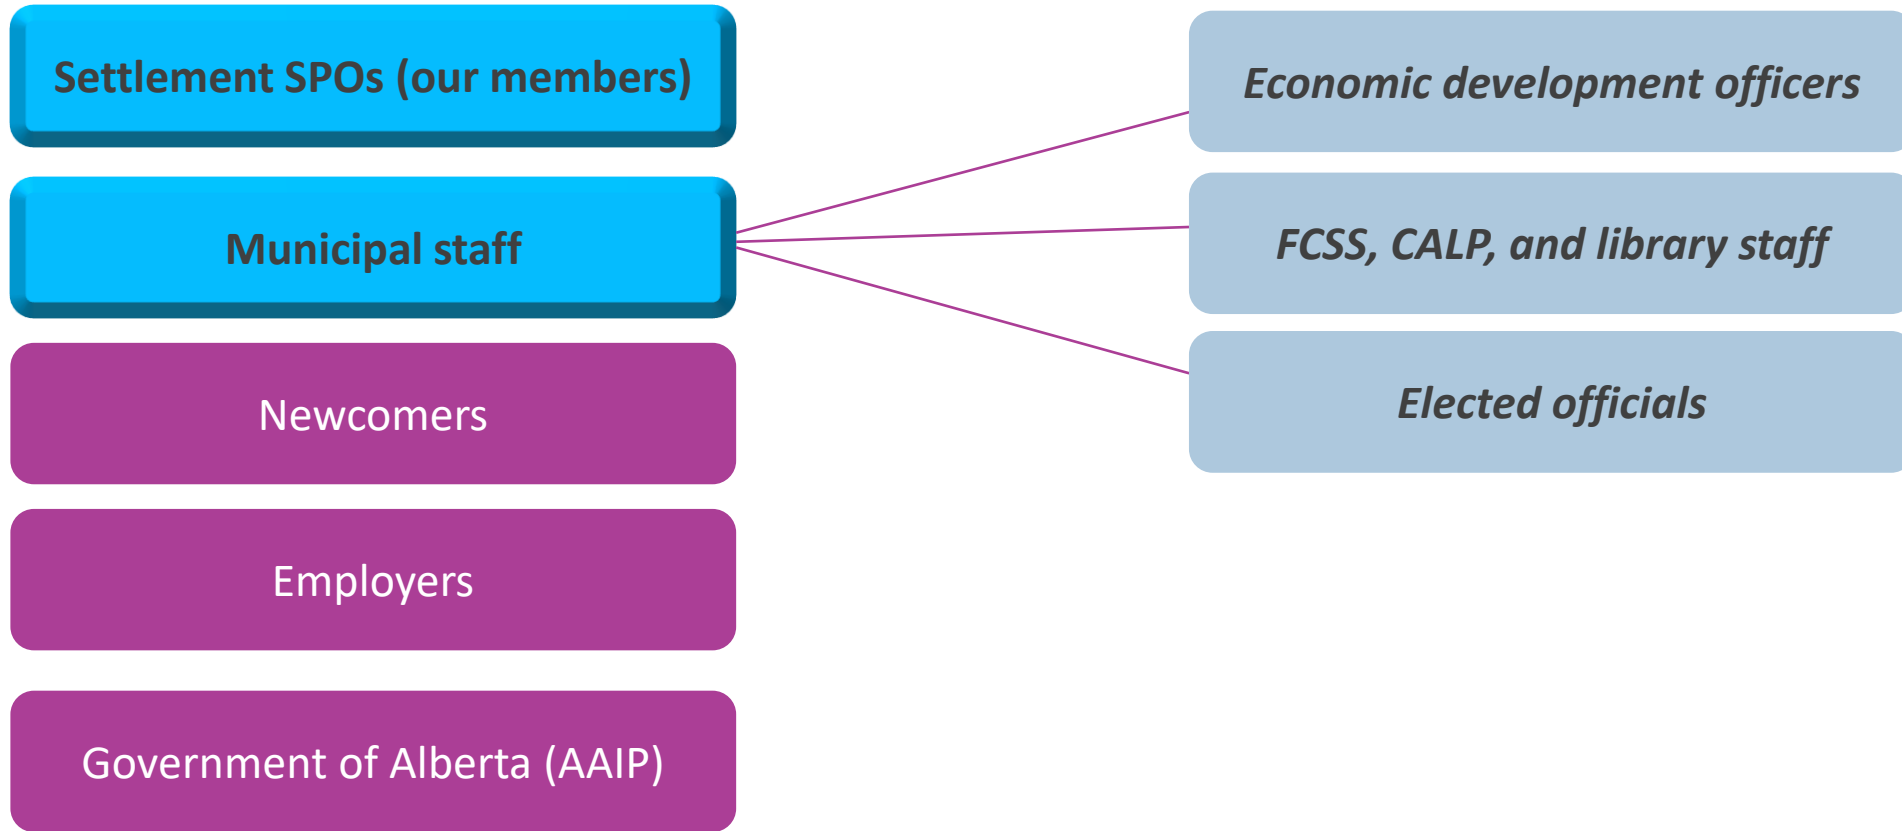 Settlement SPOs (our members)
Municipal staff
Newcomers
Employers
Government of Alberta (AAIP)
Economic development officers
FCSS, CALP, and library staff
Elected officials